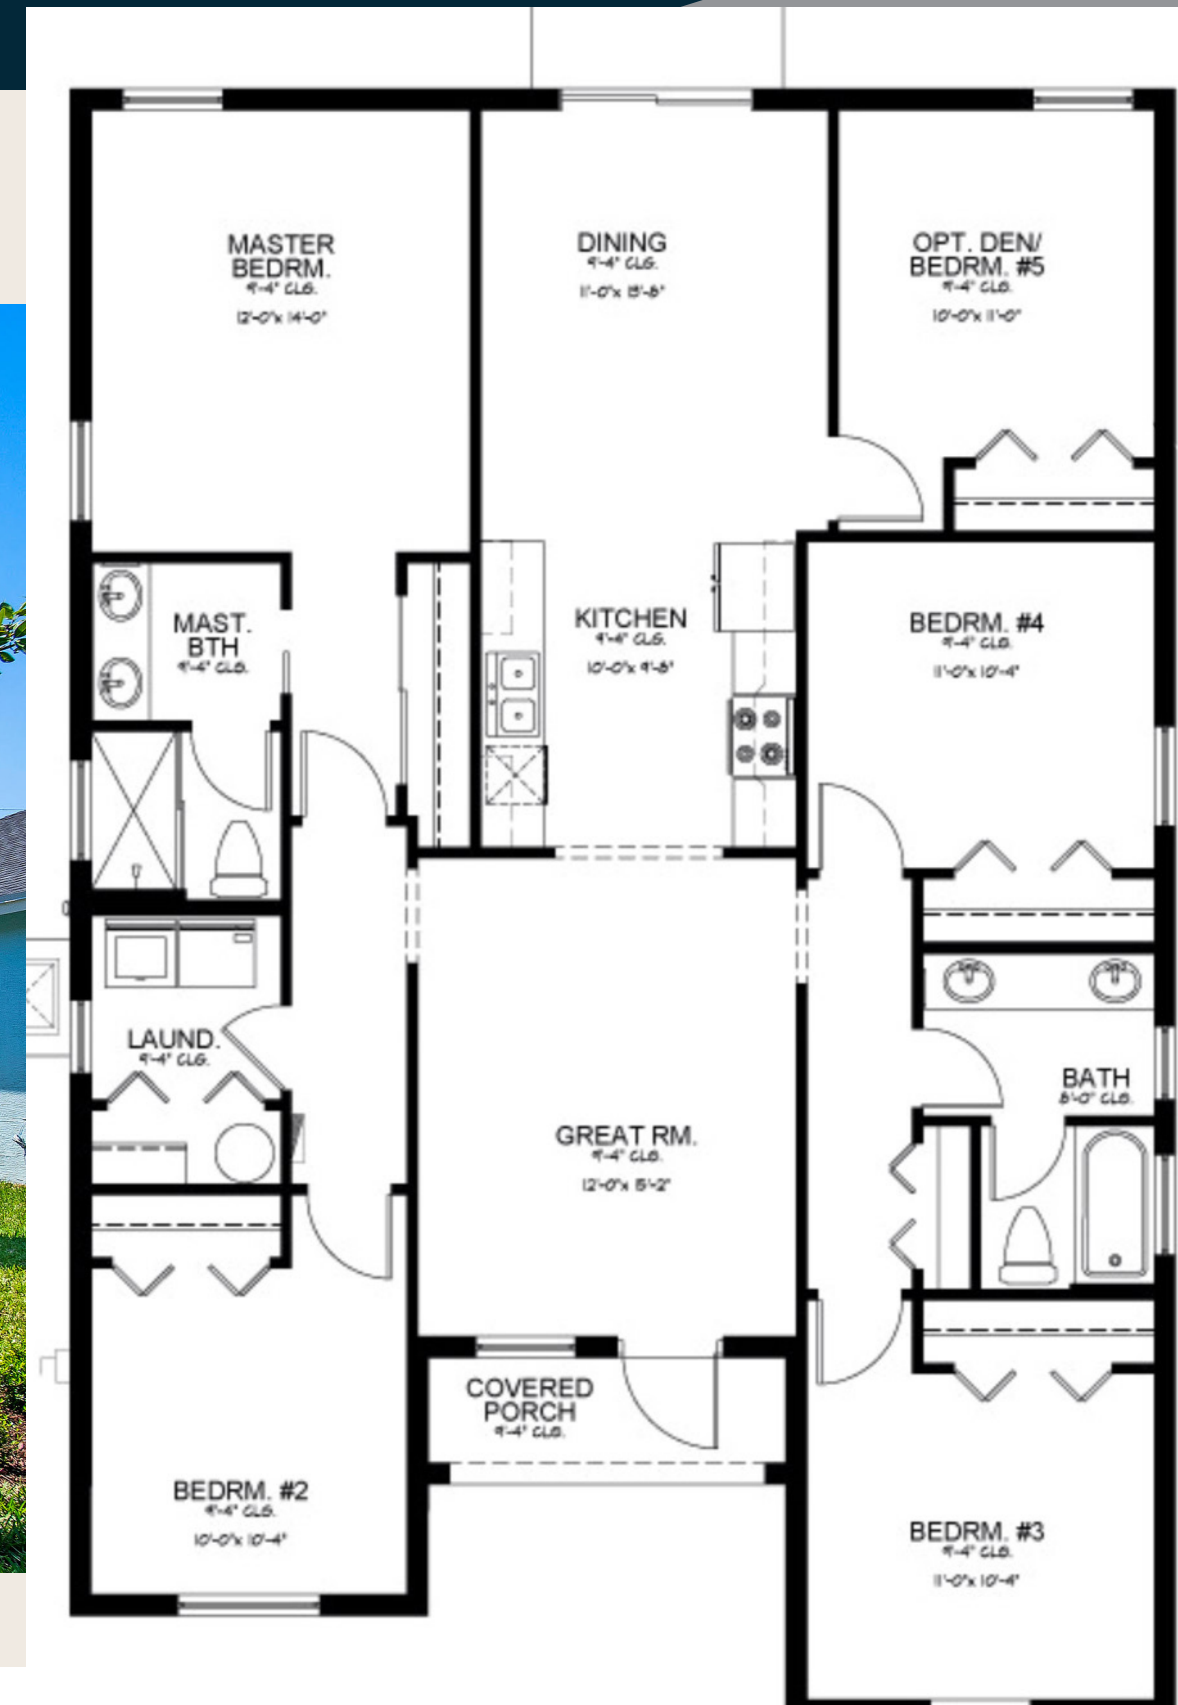 MASTER
BEDRM.
9'-4" CLG.
12'-0"x 14'-0"
DINING
9'-4" CLG.
11'-0"x 13'-8"
OPT. DEN/
BEDRM. #5
9'-4" CLG.
10'-0"x 11'-0"
MAST.
BTH
9'-4" CLG.
KITCHEN
9'-4" CLG.
10'-0"x 9'-8"
BEDRM. #4
9'-4" CLG.
11'-0"x 10'-4"
LAUND.
9'-4" CLG.
BATH
8'-0" CLG.
GREAT RM.
9'-4" CLG.
12'-0"x 15'-2"
COVERED
PORCH
9'-4" CLG.
BEDRM. #2
9'-4" CLG.
10'-0"x 10'-4"
BEDRM. #3
9'-4" CLG.
11'-0"x 10'-4"